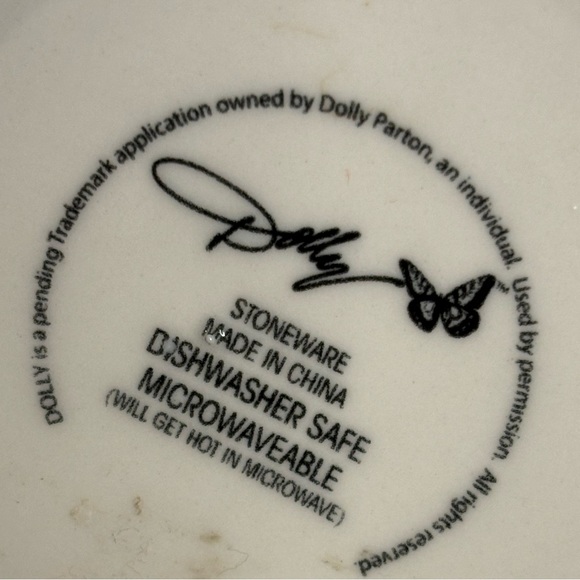 DOLLY is a pending Trademark application owned by Dolly Parton, an individual. Used by permission. All rights reserved.
Dolly
STONEWARE
MADE IN CHINA
DISHWASHER SAFE
MICROWAVEABLE
(WILL GET HOT IN MICROWAVE)